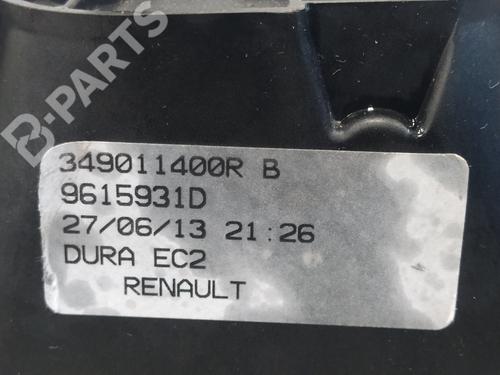 B-PARTS
349011400R B
9615931D
27/06/13 21:26
DURA EC2
RENAULT